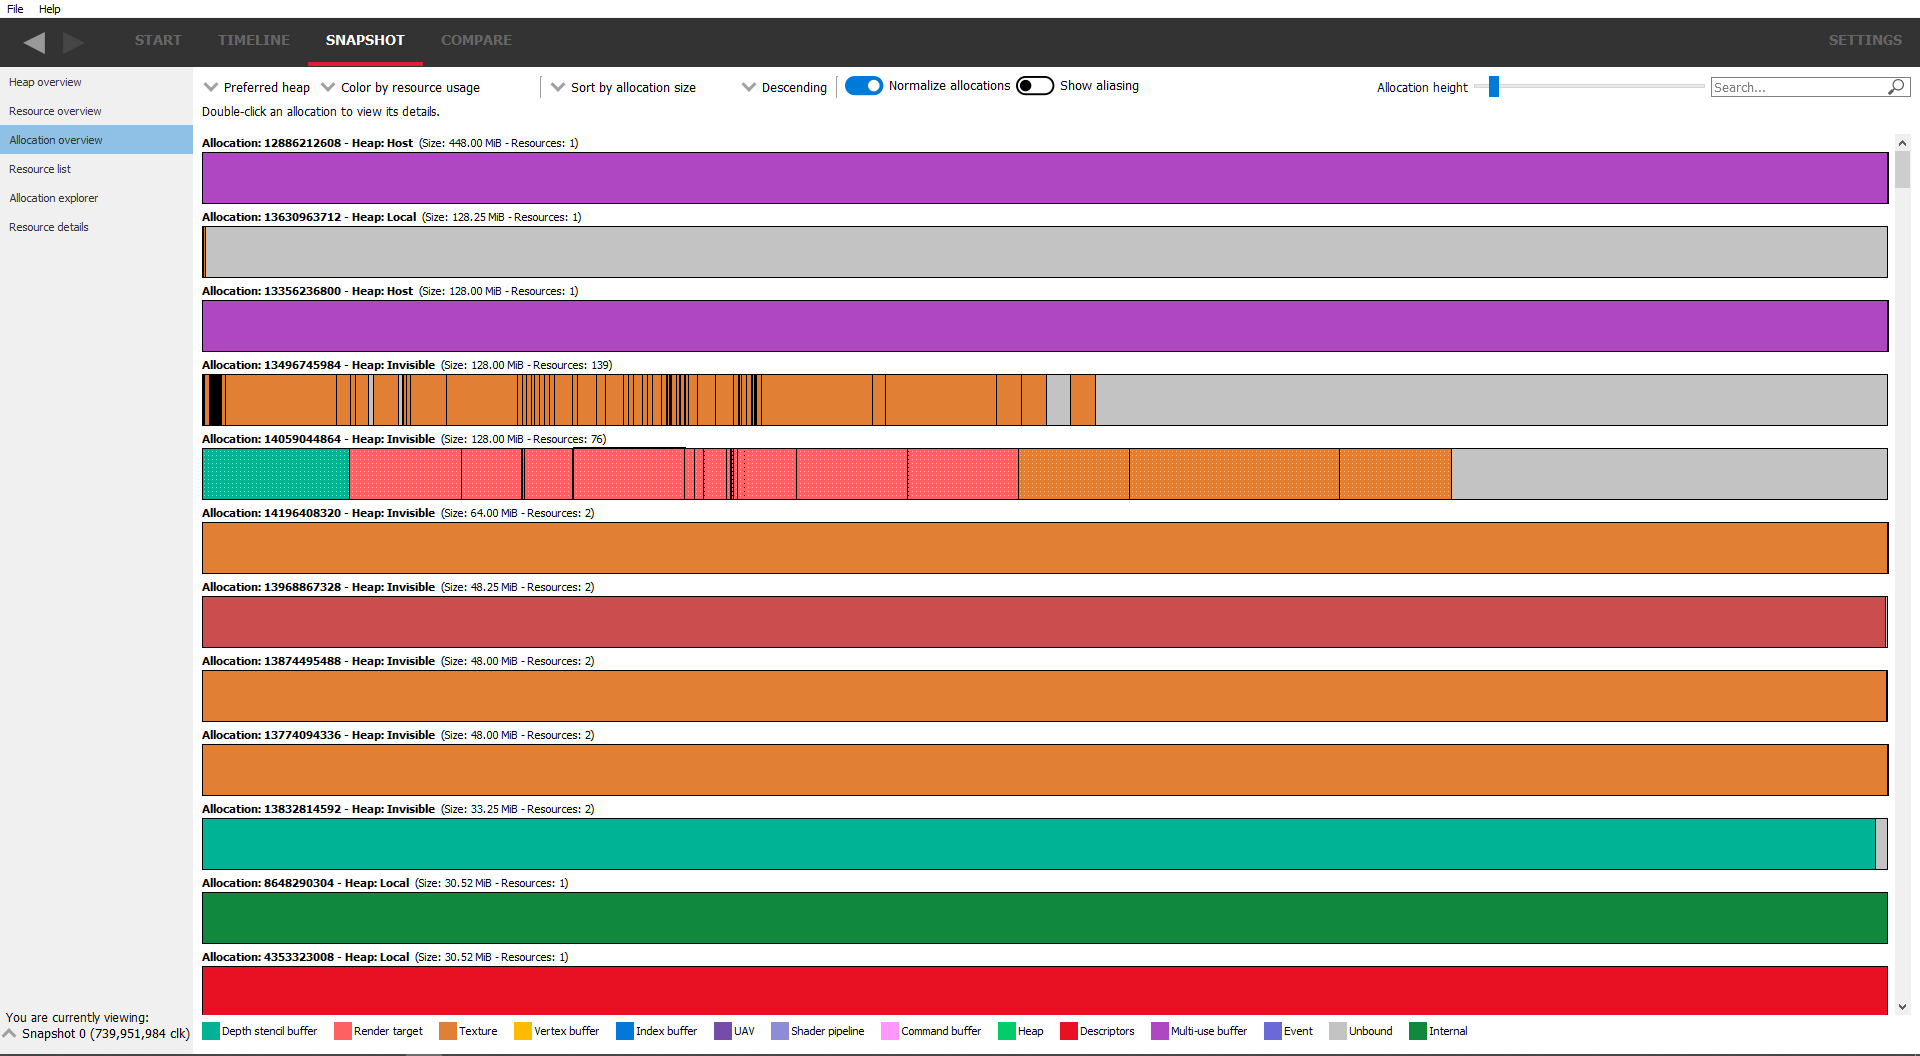 File Help
START TIMELINE SNAPSHOT COMPARE SETTINGS
Heap overview
Resource overview
Allocation overview
Resource list
Allocation explorer
Resource details
Preferred heap Color by resource usage Sort by allocation size Descending Normalize allocations Show aliasing Allocation height Search...
Double-click an allocation to view its details.
Allocation: 12886212608 - Heap: Host (Size: 448.00 MiB - Resources: 1)
Allocation: 13630963712 - Heap: Local (Size: 128.25 MiB - Resources: 1)
Allocation: 13356236800 - Heap: Host (Size: 128.00 MiB - Resources: 1)
Allocation: 13496745984 - Heap: Invisible (Size: 128.00 MiB - Resources: 139)
Allocation: 14059044864 - Heap: Invisible (Size: 128.00 MiB - Resources: 76)
Allocation: 14196408320 - Heap: Invisible (Size: 64.00 MiB - Resources: 2)
Allocation: 13968867328 - Heap: Invisible (Size: 48.25 MiB - Resources: 2)
Allocation: 13874495488 - Heap: Invisible (Size: 48.00 MiB - Resources: 2)
Allocation: 13774094336 - Heap: Invisible (Size: 48.00 MiB - Resources: 2)
Allocation: 13832814592 - Heap: Invisible (Size: 33.25 MiB - Resources: 2)
Allocation: 8648290304 - Heap: Local (Size: 30.52 MiB - Resources: 1)
Allocation: 4353323008 - Heap: Local (Size: 30.52 MiB - Resources: 1)
You are currently viewing:
Snapshot 0 (739,951,984 clk)
Depth stencil buffer Render target Texture Vertex buffer Index buffer UAV Shader pipeline Command buffer Heap Descriptors Multi-use buffer Event Unbound Internal